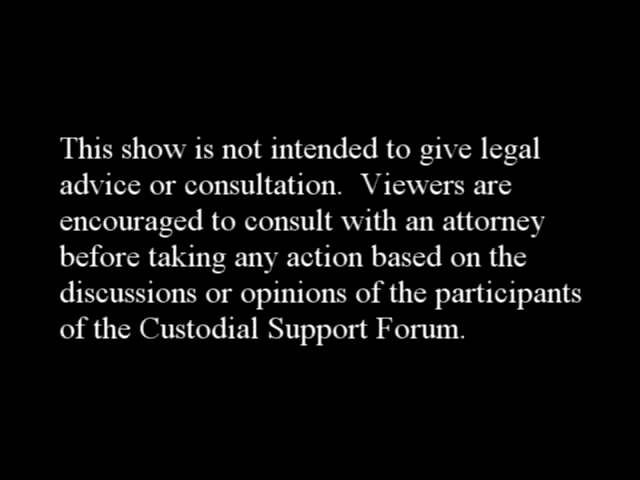 This show is not intended to give legal
advice or consultation.  Viewers are
encouraged to consult with an attorney
before taking any action based on the
discussions or opinions of the participants
of the Custodial Support Forum.